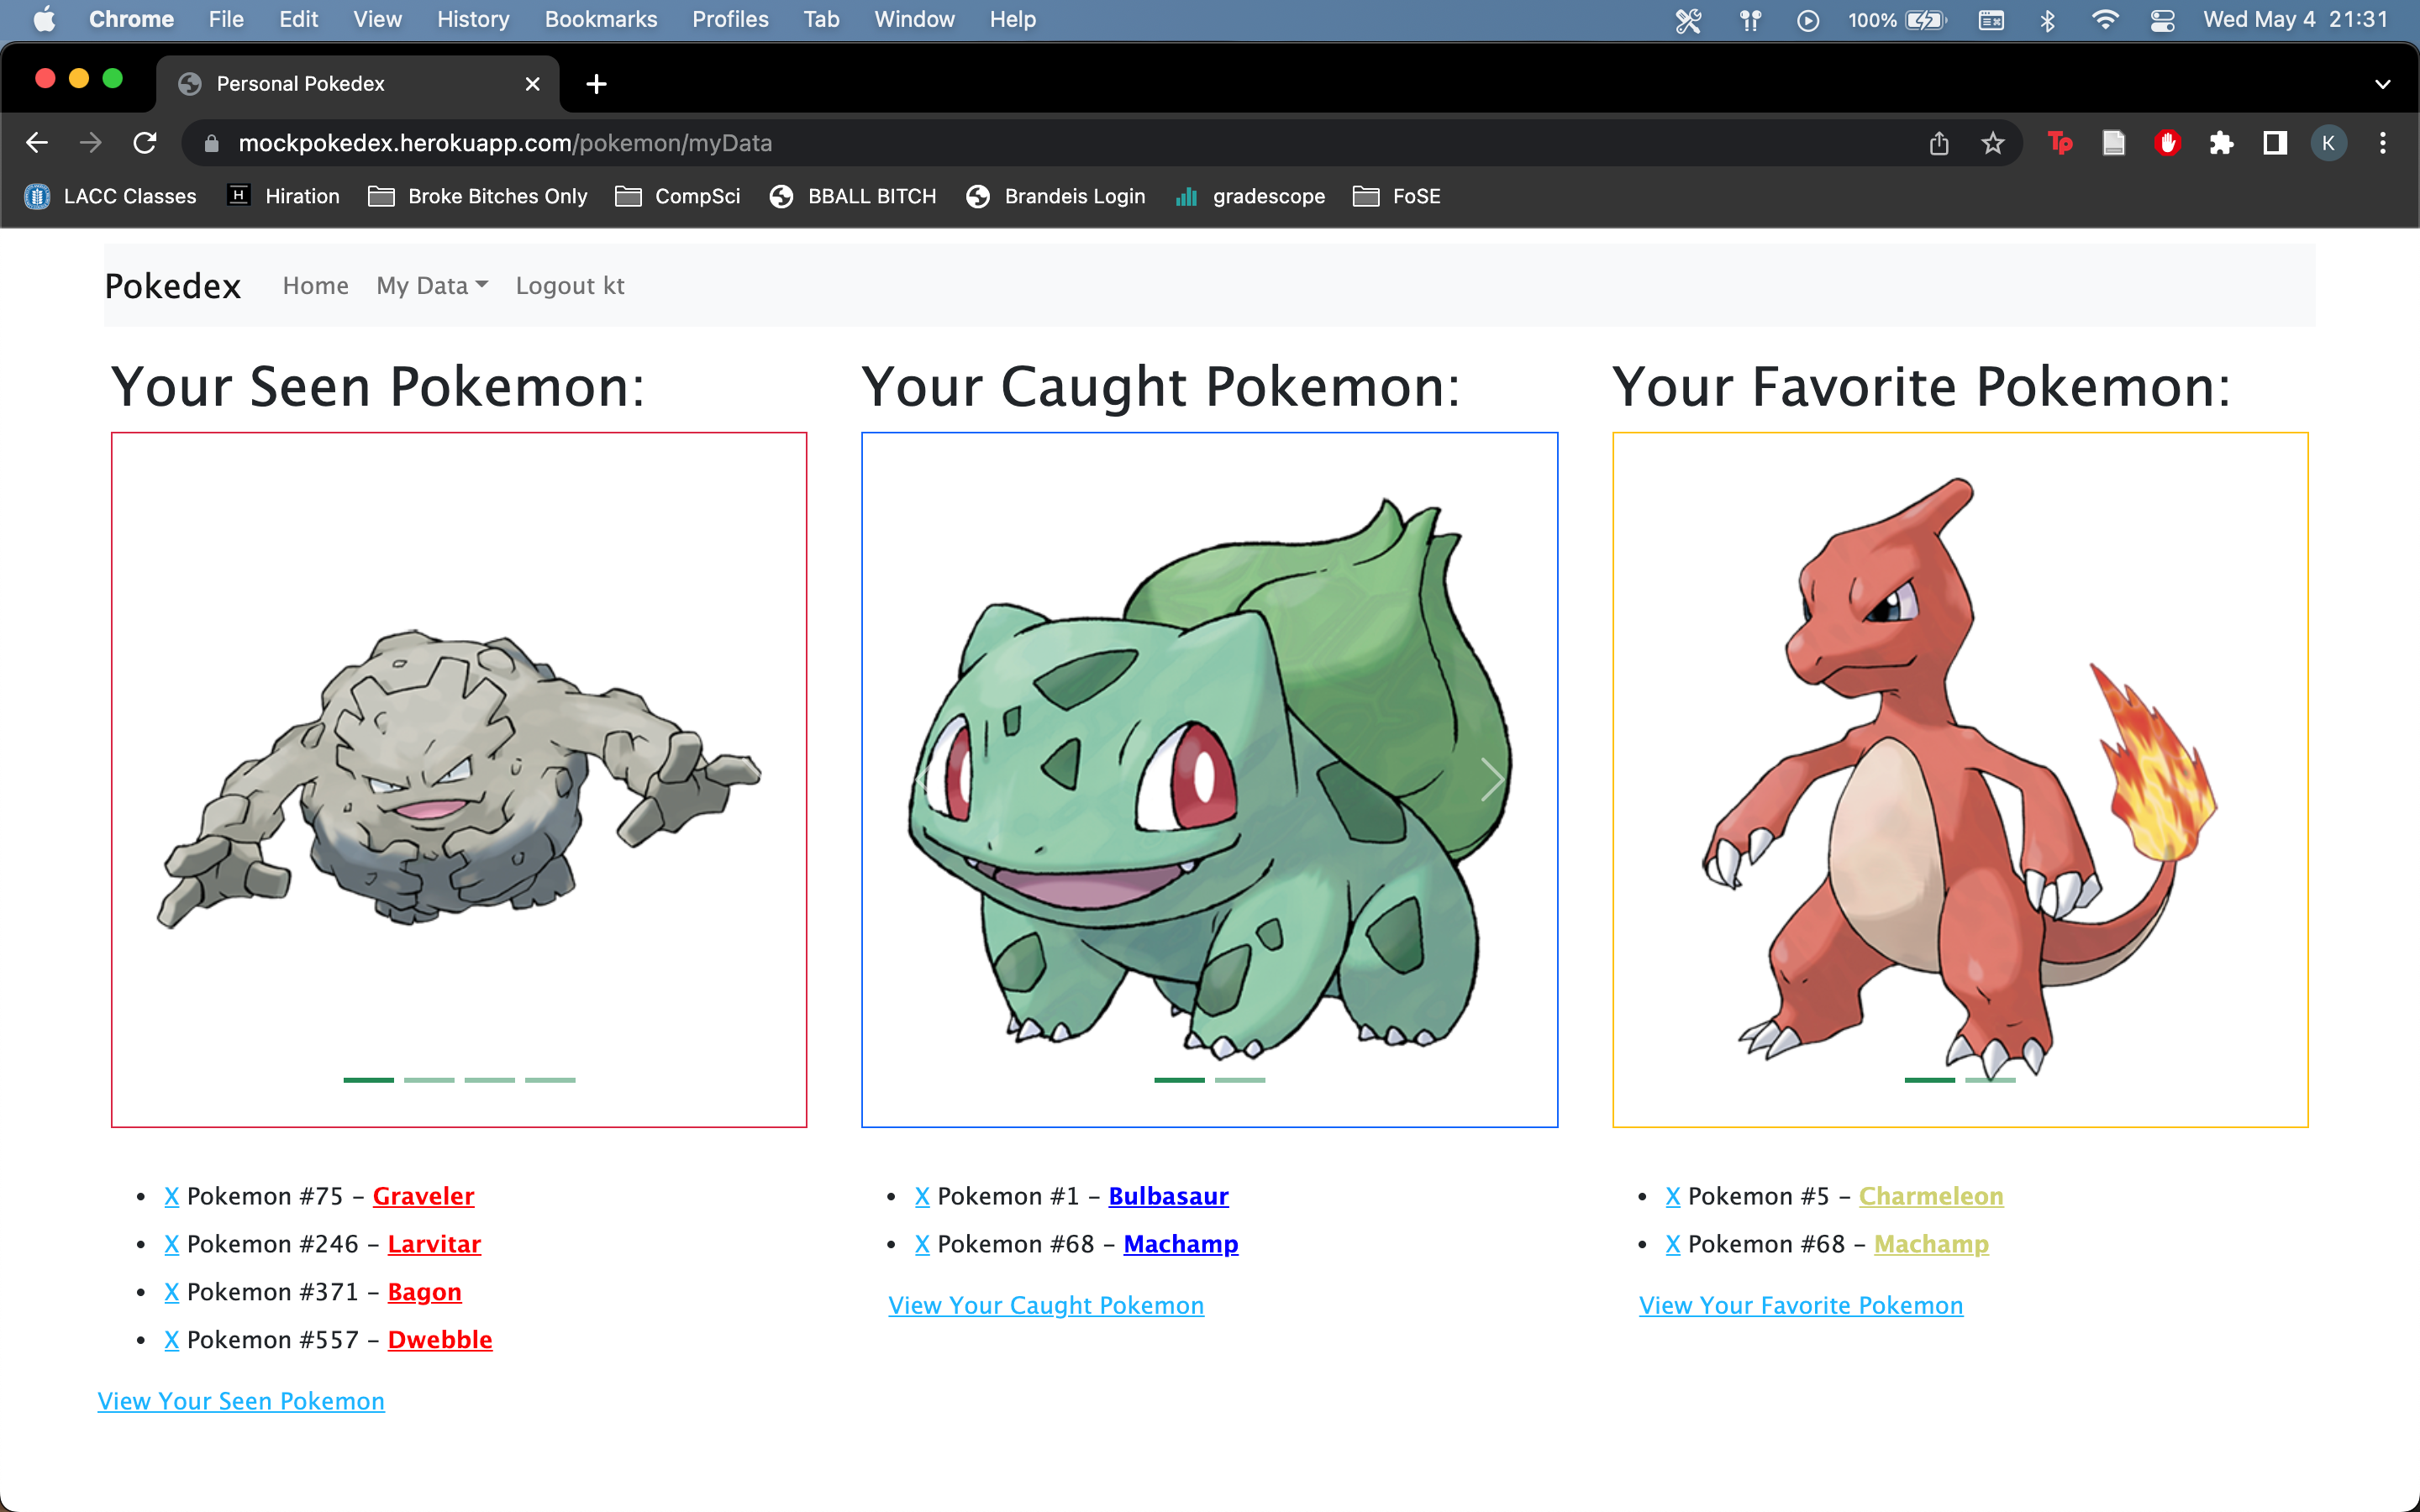 Chrome File Edit View History Bookmarks Profiles Tab Window Help 100% Wed May 4 21:31
Personal Pokedex
mockpokedex.herokuapp.com/pokemon/myData Tp K
LACC Classes H Hiration Broke Bitches Only CompSci BBALL BITCH Brandeis Login gradescope FoSE
Pokedex Home My Data Logout kt
Your Seen Pokemon:
X Pokemon #75 – Graveler
X Pokemon #246 – Larvitar
X Pokemon #371 – Bagon
X Pokemon #557 – Dwebble
View Your Seen Pokemon
Your Caught Pokemon:
X Pokemon #1 – Bulbasaur
X Pokemon #68 – Machamp
View Your Caught Pokemon
Your Favorite Pokemon:
X Pokemon #5 – Charmeleon
X Pokemon #68 – Machamp
View Your Favorite Pokemon